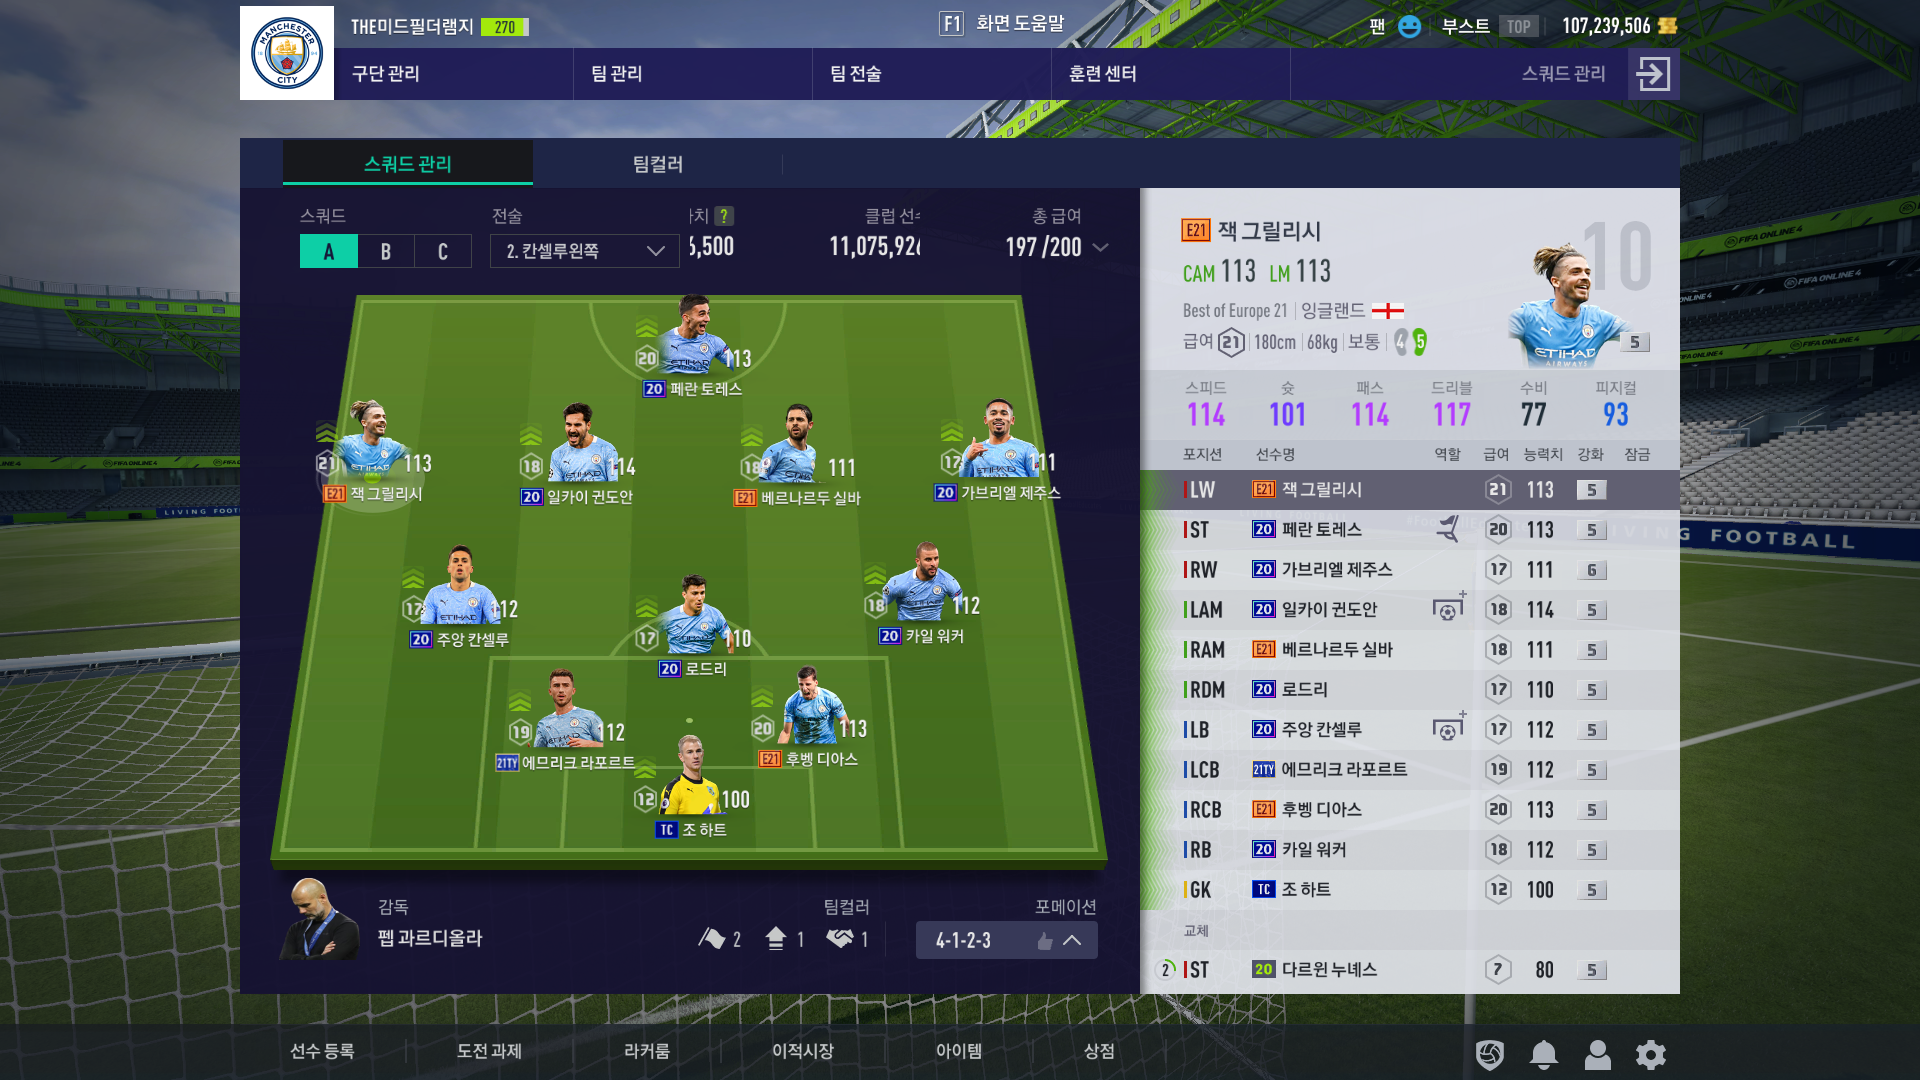 THE미드필더램지 270
F1 화면 도움말
팬 부스트 TOP 107,239,506
MANCHESTER CITY
구단 관리 팀 관리 팀 전술 훈련 센터 스쿼드 관리
스쿼드 관리 팀컬러
스쿼드 전술 ? 클럽 선수 총 급여
A B C 2. 칸셀루왼쪽 5,500 11,075,926 197 /200
20 113
20 페란 토레스
21 113
E21 잭 그릴리시
18 114
20 일카이 귄도안
18 111
E21 베르나르두 실바
17 111
20 가브리엘 제주스
17 112
20 주앙 칸셀루
17 110
20 로드리
18 112
20 카일 워커
19 112
21TY 에므리크 라포르트
20 113
E21 후벵 디아스
12 100
TC 조 하트
감독
펩 과르디올라
팀컬러
2 1 1
포메이션
4-1-2-3
E21 잭 그릴리시
10
CAM 113 LM 113
Best of Europe 21 잉글랜드
급여 21 180cm 68kg 보통 4 5
ETIHAD AIRWAYS
5
스피드 슛 패스 드리블 수비 피지컬
114 101 114 117 77 93
포지션 선수명 역할 급여 능력치 강화 잠금
LW E21 잭 그릴리시 21 113 5
ST 20 페란 토레스 20 113 5
RW 20 가브리엘 제주스 17 111 6
LAM 20 일카이 귄도안 18 114 5
RAM E21 베르나르두 실바 18 111 5
RDM 20 로드리 17 110 5
LB 20 주앙 칸셀루 17 112 5
LCB 21TY 에므리크 라포르트 19 112 5
RCB E21 후벵 디아스 20 113 5
RB 20 카일 워커 18 112 5
GK TC 조 하트 12 100 5
교체
2 ST 20 다르윈 누녜스 7 80 5
FIFA ONLINE 4
LIVING FOOTBALL
선수 등록 도전 과제 라커룸 이적시장 아이템 상점